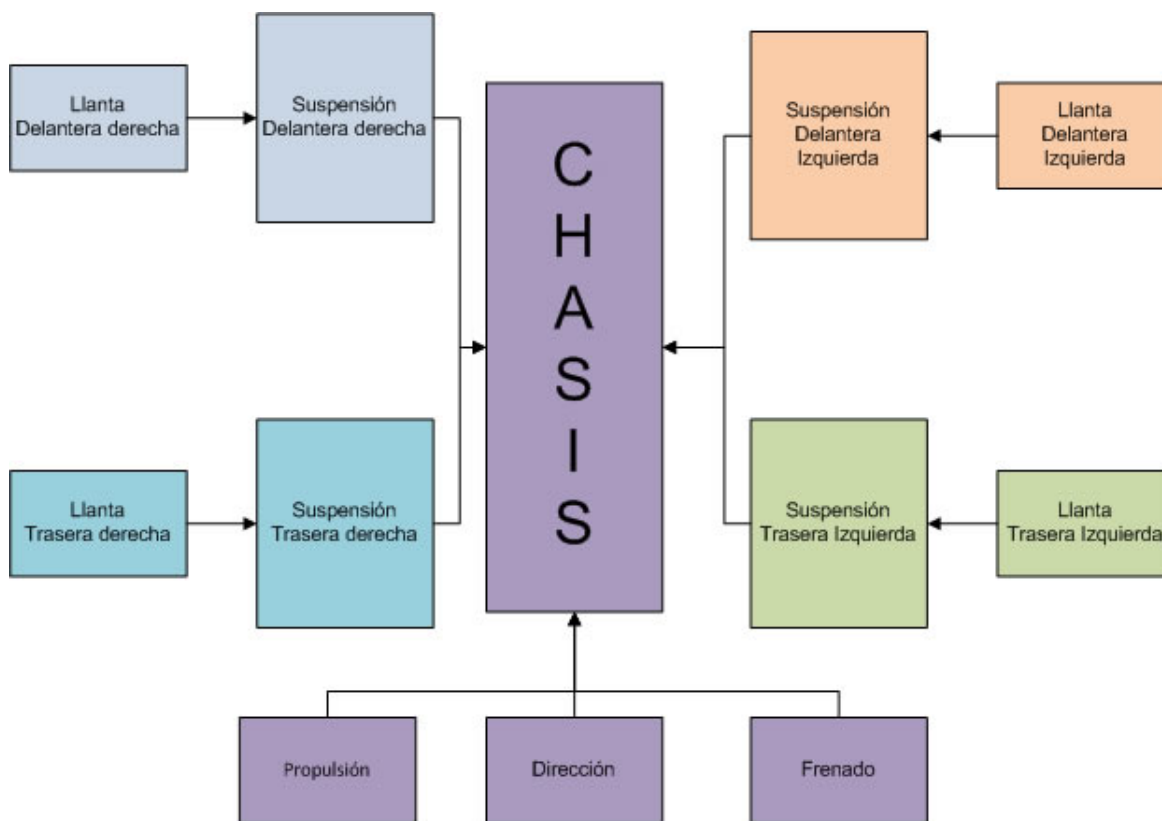 Llanta
Delantera derecha
Suspensión
Delantera derecha
C
H
A
S
I
S
Suspensión
Delantera
Izquierda
Llanta
Delantera
Izquierda
Llanta
Trasera derecha
Suspensión
Trasera derecha
Suspensión
Trasera Izquierda
Llanta
Trasera Izquierda
Propulsión
Dirección
Frenado